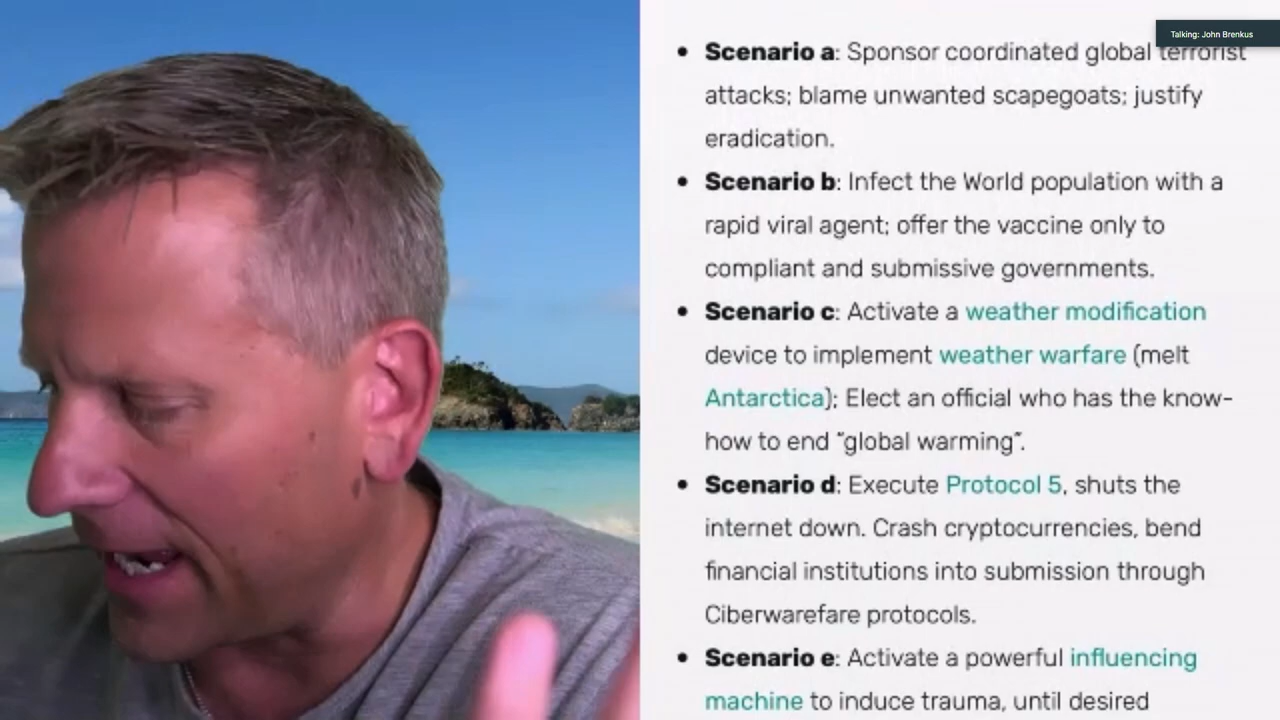 Talking: John Brenkus
• Scenario a: Sponsor coordinated global terrorist
attacks; blame unwanted scapegoats; justify
eradication.
• Scenario b: Infect the World population with a
rapid viral agent; offer the vaccine only to
compliant and submissive governments.
• Scenario c: Activate a weather modification
device to implement weather warfare (melt
Antarctica); Elect an official who has the know-
how to end “global warming”.
• Scenario d: Execute Protocol 5, shuts the
internet down. Crash cryptocurrencies, bend
financial institutions into submission through
Ciberwarefare protocols.
• Scenario e: Activate a powerful influencing
machine to induce trauma, until desired